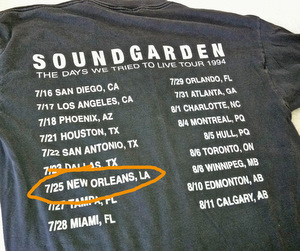 SOUNDGARDEN
THE DAYS WE TRIED TO LIVE TOUR 1994
7/16 SAN DIEGO, CA
7/17 LOS ANGELES, CA
7/18 PHOENIX, AZ
7/21 HOUSTON, TX
7/22 SAN ANTONIO, TX
7/23 DALLAS, TX
7/25 NEW ORLEANS, LA
7/27 TAMPA, FL
7/28 MIAMI, FL
7/29 ORLANDO, FL
7/31 ATLANTA, GA
8/1 CHARLOTTE, NC
8/4 MONTREAL, PQ
8/5 HULL, PQ
8/6 TORONTO, ON
8/8 WINNIPEG, MB
8/10 EDMONTON, AB
8/11 CALGARY, AB